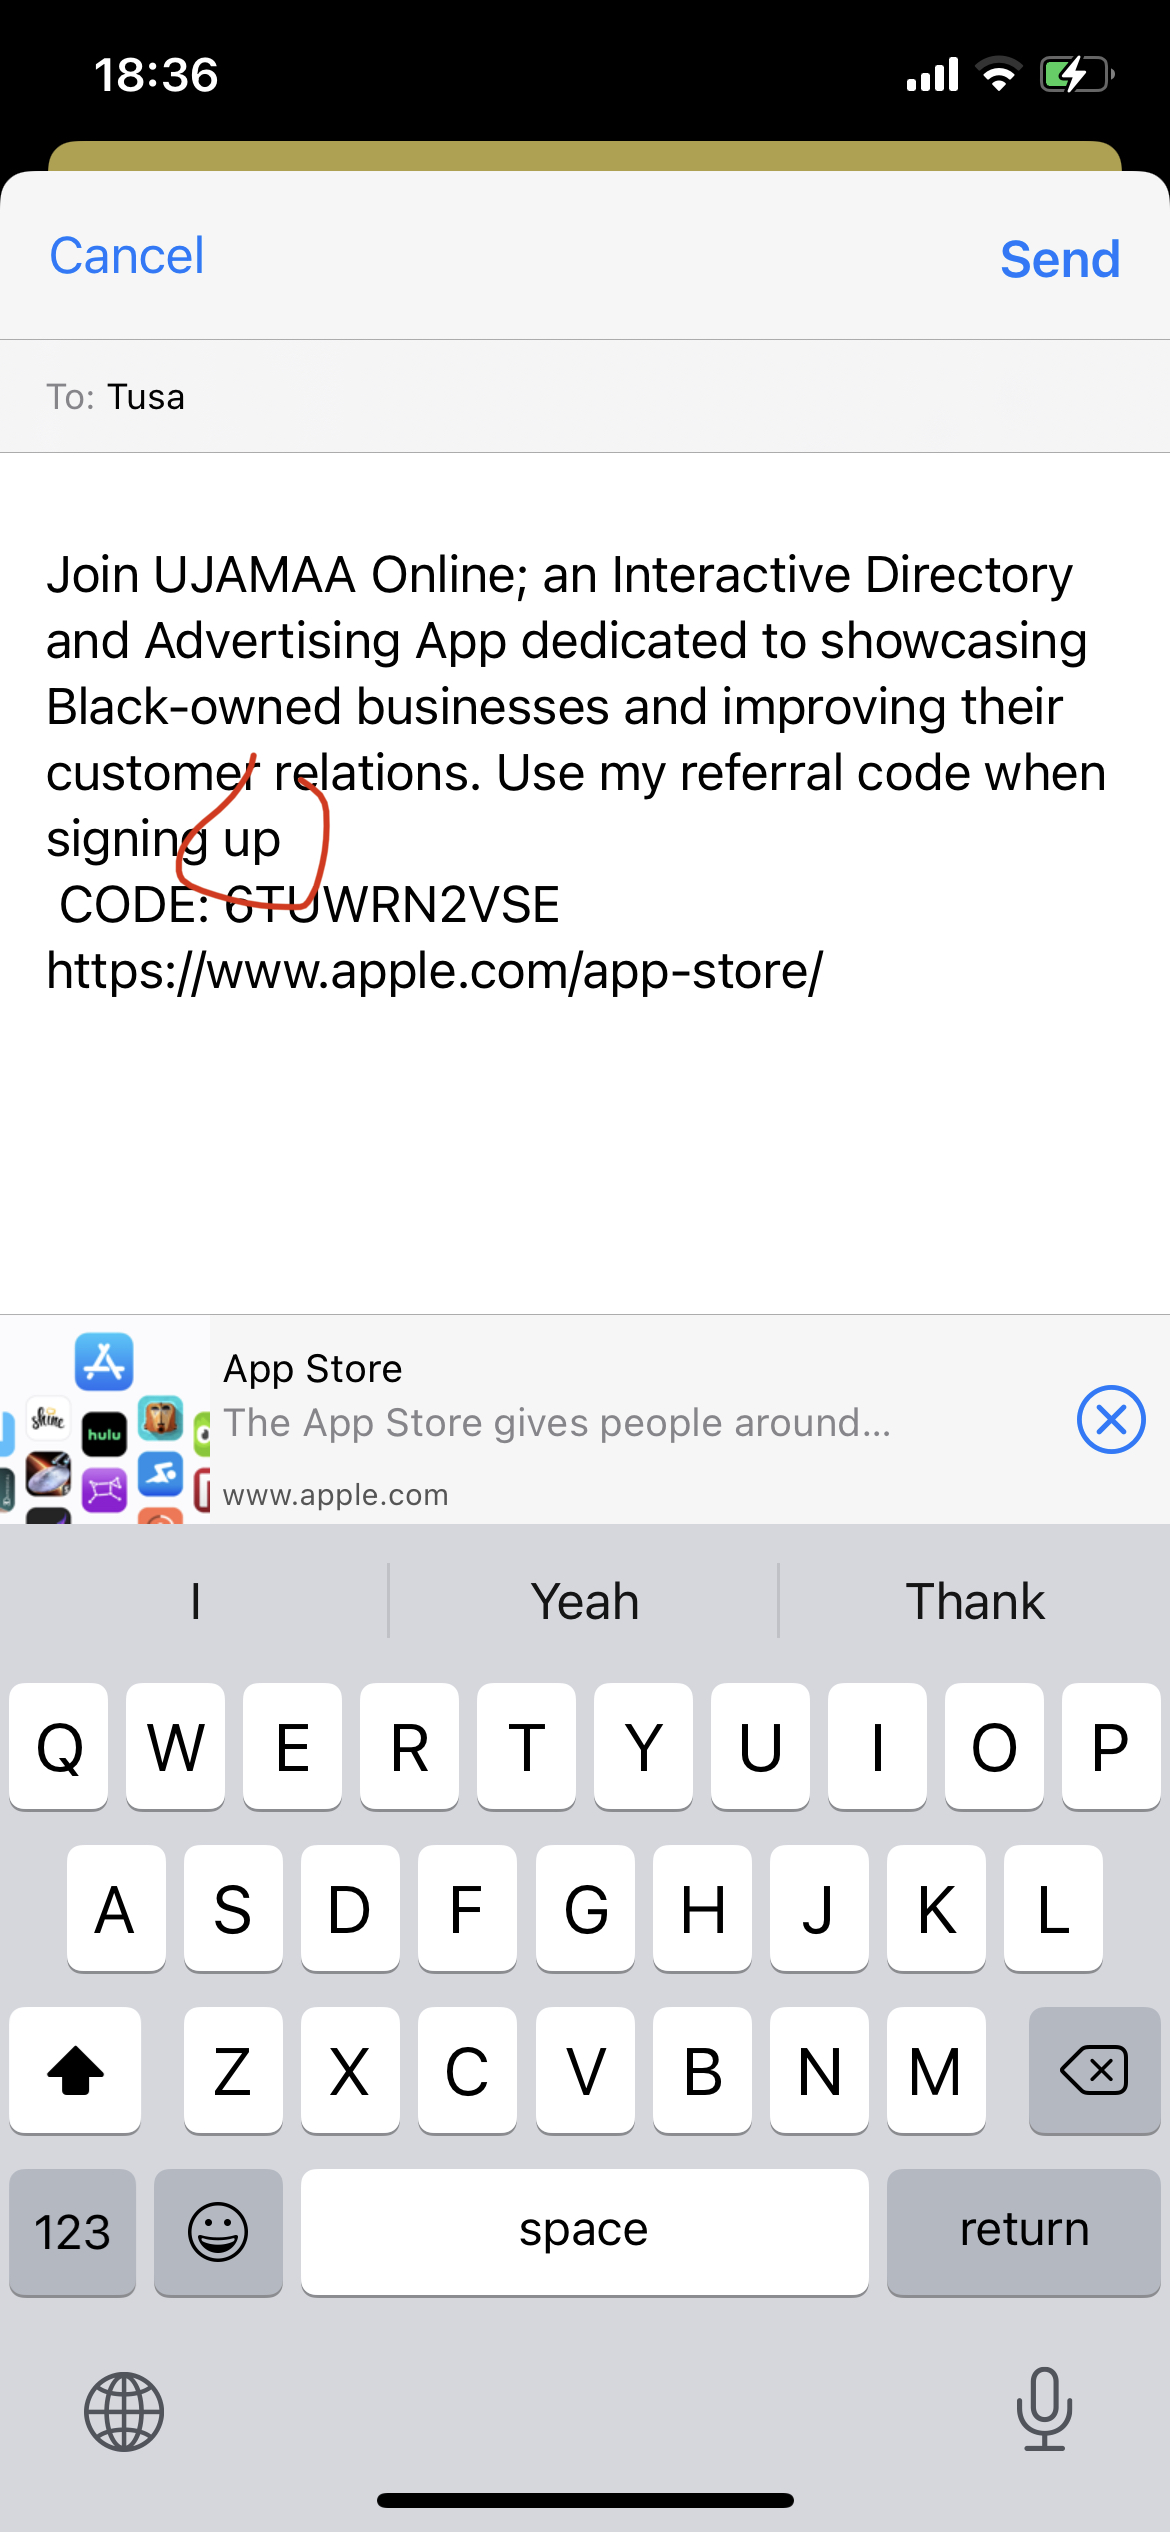 18:36
Cancel
Send
To: Tusa
Join UJAMAA Online; an Interactive Directory
and Advertising App dedicated to showcasing
Black-owned businesses and improving their
customer relations. Use my referral code when
signing up
CODE: 6TUWRN2VSE
https://www.apple.com/app-store/
App Store
shine
hulu
The App Store gives people around...
www.apple.com
I Yeah Thank
Q W E R T Y U I O P
A S D F G H J K L
Z X C V B N M
123 space return